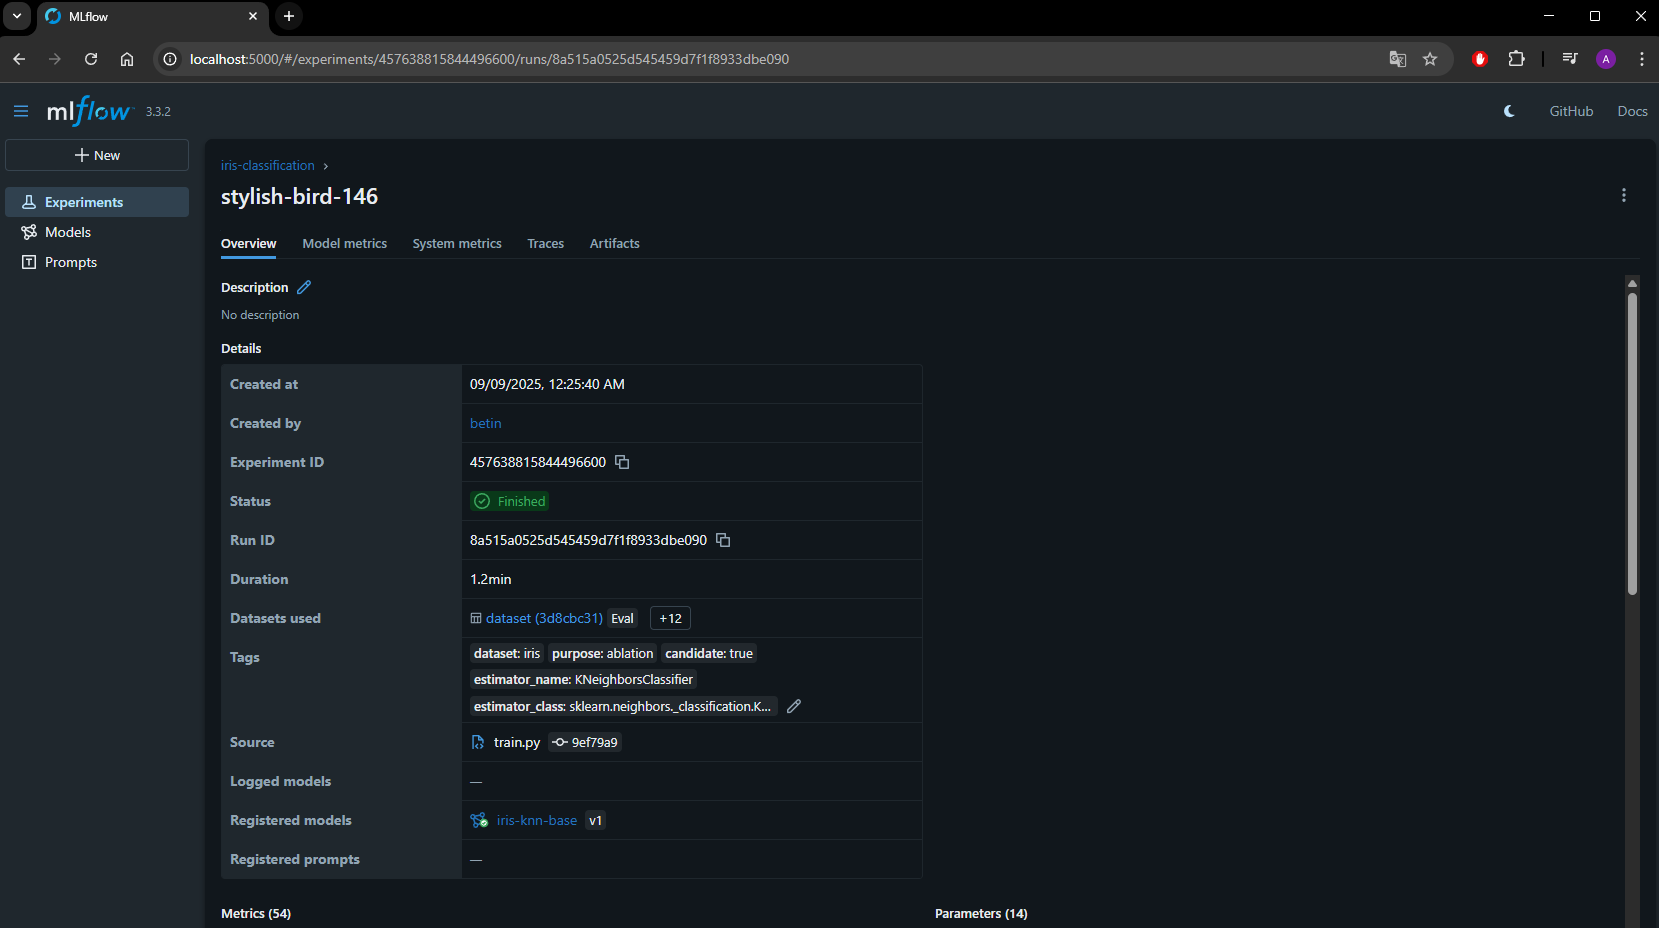 MLflow
localhost:5000/#/experiments/457638815844496600/runs/8a515a0525d545459d7f1f8933dbe090
A
mlflow 3.3.2
GitHub
Docs
New
Experiments
Models
Prompts
iris-classification
stylish-bird-146
Overview Model metrics System metrics Traces Artifacts
Description
No description
Details
Created at 09/09/2025, 12:25:40 AM
Created by betin
Experiment ID 457638815844496600
Status Finished
Run ID 8a515a0525d545459d7f1f8933dbe090
Duration 1.2min
Datasets used dataset (3d8cbc31) Eval +12
Tags dataset: iris purpose: ablation candidate: true
estimator_name: KNeighborsClassifier
estimator_class: sklearn.neighbors._classification.K...
Source train.py 9ef79a9
Logged models —
Registered models iris-knn-base v1
Registered prompts —
Metrics (54) Parameters (14)